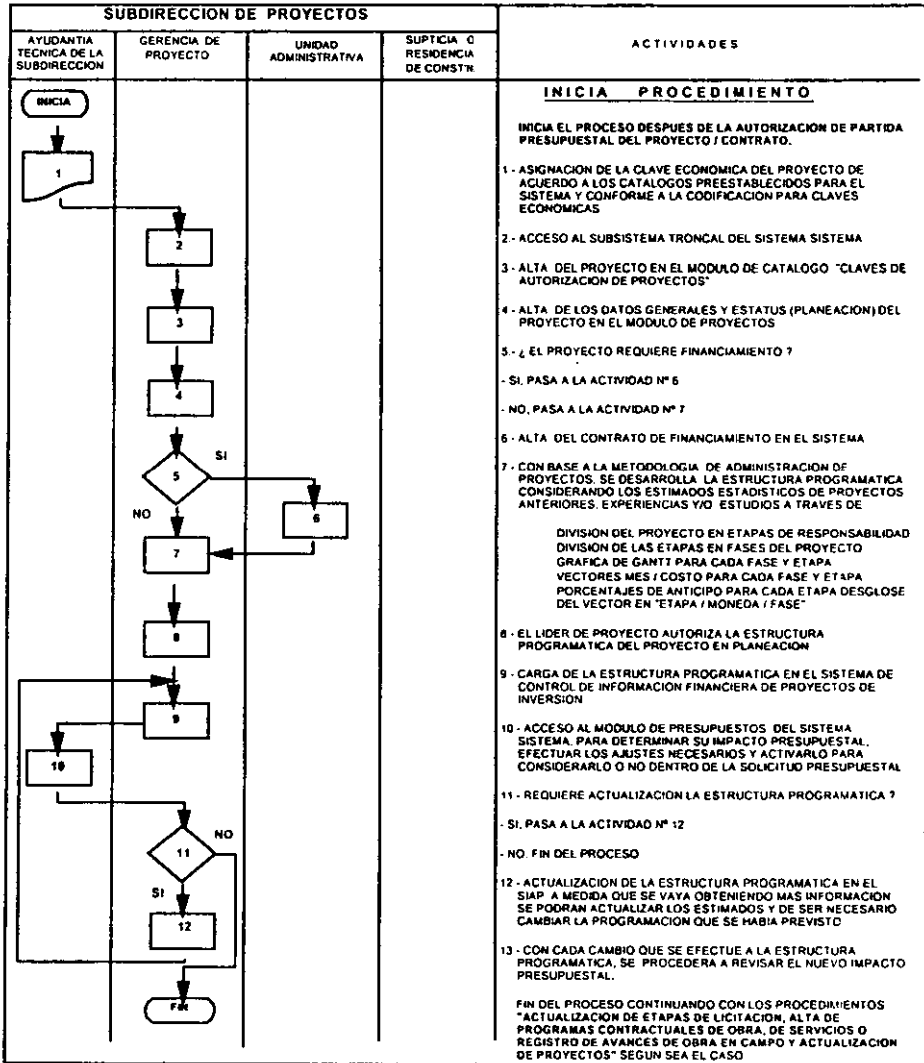 SUBDIRECCION DE PROYECTOS
AYUDANTIA
TECNICA DE LA
SUBDIRECCION
GERENCIA DE
PROYECTO
UNIDAD
ADMINISTRATIVA
SUPTICIA O
RESIDENCIA
DE CONSTN.
ACTIVIDADES
INICIA
1
2
3
4
5
SI
NO
6
7
8
9
10
11
NO
SI
12
FIN
INICIA PROCEDIMIENTO
INICIA EL PROCESO DESPUES DE LA AUTORIZACION DE PARTIDA
PRESUPUESTAL DEL PROYECTO / CONTRATO.
1 - ASIGNACION DE LA CLAVE ECONOMICA DEL PROYECTO DE
ACUERDO A LOS CATALOGOS PREESTABLECIDOS PARA EL
SISTEMA Y CONFORME A LA CODIFICACION PARA CLAVES
ECONOMICAS
2.- ACCESO AL SUBSISTEMA TRONCAL DEL SISTEMA SISTEMA
3 - ALTA DEL PROYECTO EN EL MODULO DE CATALOGO "CLAVES DE
AUTORIZACION DE PROYECTOS"
4 - ALTA DE LOS DATOS GENERALES Y ESTATUS (PLANEACION) DEL
PROYECTO EN EL MODULO DE PROYECTOS
5.- ¿ EL PROYECTO REQUIERE FINANCIAMIENTO ?
- SI, PASA A LA ACTIVIDAD Nº 6
- NO, PASA A LA ACTIVIDAD Nº 7
6 - ALTA DEL CONTRATO DE FINANCIAMIENTO EN EL SISTEMA
7 - CON BASE A LA METODOLOGIA DE ADMINISTRACION DE
PROYECTOS, SE DESARROLLA LA ESTRUCTURA PROGRAMATICA
CONSIDERANDO LOS ESTIMADOS ESTADISTICOS DE PROYECTOS
ANTERIORES, EXPERIENCIAS Y/O ESTUDIOS A TRAVES DE
DIVISION DEL PROYECTO EN ETAPAS DE RESPONSABILIDAD
DIVISION DE LAS ETAPAS EN FASES DEL PROYECTO
GRAFICA DE GANTT PARA CADA FASE Y ETAPA
VECTORES MES / COSTO PARA CADA FASE Y ETAPA
PORCENTAJES DE ANTICIPO PARA CADA ETAPA DESGLOSE
DEL VECTOR EN "ETAPA / MONEDA / FASE"
8 - EL LIDER DE PROYECTO AUTORIZA LA ESTRUCTURA
PROGRAMATICA DEL PROYECTO EN PLANEACION
9 - CARGA DE LA ESTRUCTURA PROGRAMATICA EN EL SISTEMA DE
CONTROL DE INFORMACION FINANCIERA DE PROYECTOS DE
INVERSION
10 - ACCESO AL MODULO DE PRESUPUESTOS DEL SISTEMA
SISTEMA, PARA DETERMINAR SU IMPACTO PRESUPUESTAL,
EFECTUAR LOS AJUSTES NECESARIOS Y ACTIVARLO PARA
CONSIDERARLO O NO DENTRO DE LA SOLICITUD PRESUPUESTAL
11 - REQUIERE ACTUALIZACION LA ESTRUCTURA PROGRAMATICA ?
- SI, PASA A LA ACTIVIDAD Nº 12
- NO, FIN DEL PROCESO
12 - ACTUALIZACION DE LA ESTRUCTURA PROGRAMATICA EN EL
SIAP A MEDIDA QUE SE VAYA OBTENIENDO MAS INFORMACION
SE PODRAN ACTUALIZAR LOS ESTIMADOS Y DE SER NECESARIO
CAMBIAR LA PROGRAMACION QUE SE HABIA PREVISTO
13 - CON CADA CAMBIO QUE SE EFECTUE A LA ESTRUCTURA
PROGRAMATICA, SE PROCEDERA A REVISAR EL NUEVO IMPACTO
PRESUPUESTAL.
FIN DEL PROCESO CONTINUANDO CON LOS PROCEDIMIENTOS
"ACTUALIZACION DE ETAPAS DE LICITACION, ALTA DE
PROGRAMAS CONTRACTUALES DE OBRA, DE SERVICIOS O
REGISTRO DE AVANCES DE OBRA EN CAMPO Y ACTUALIZACION
DE PROYECTOS" SEGUN SEA EL CASO